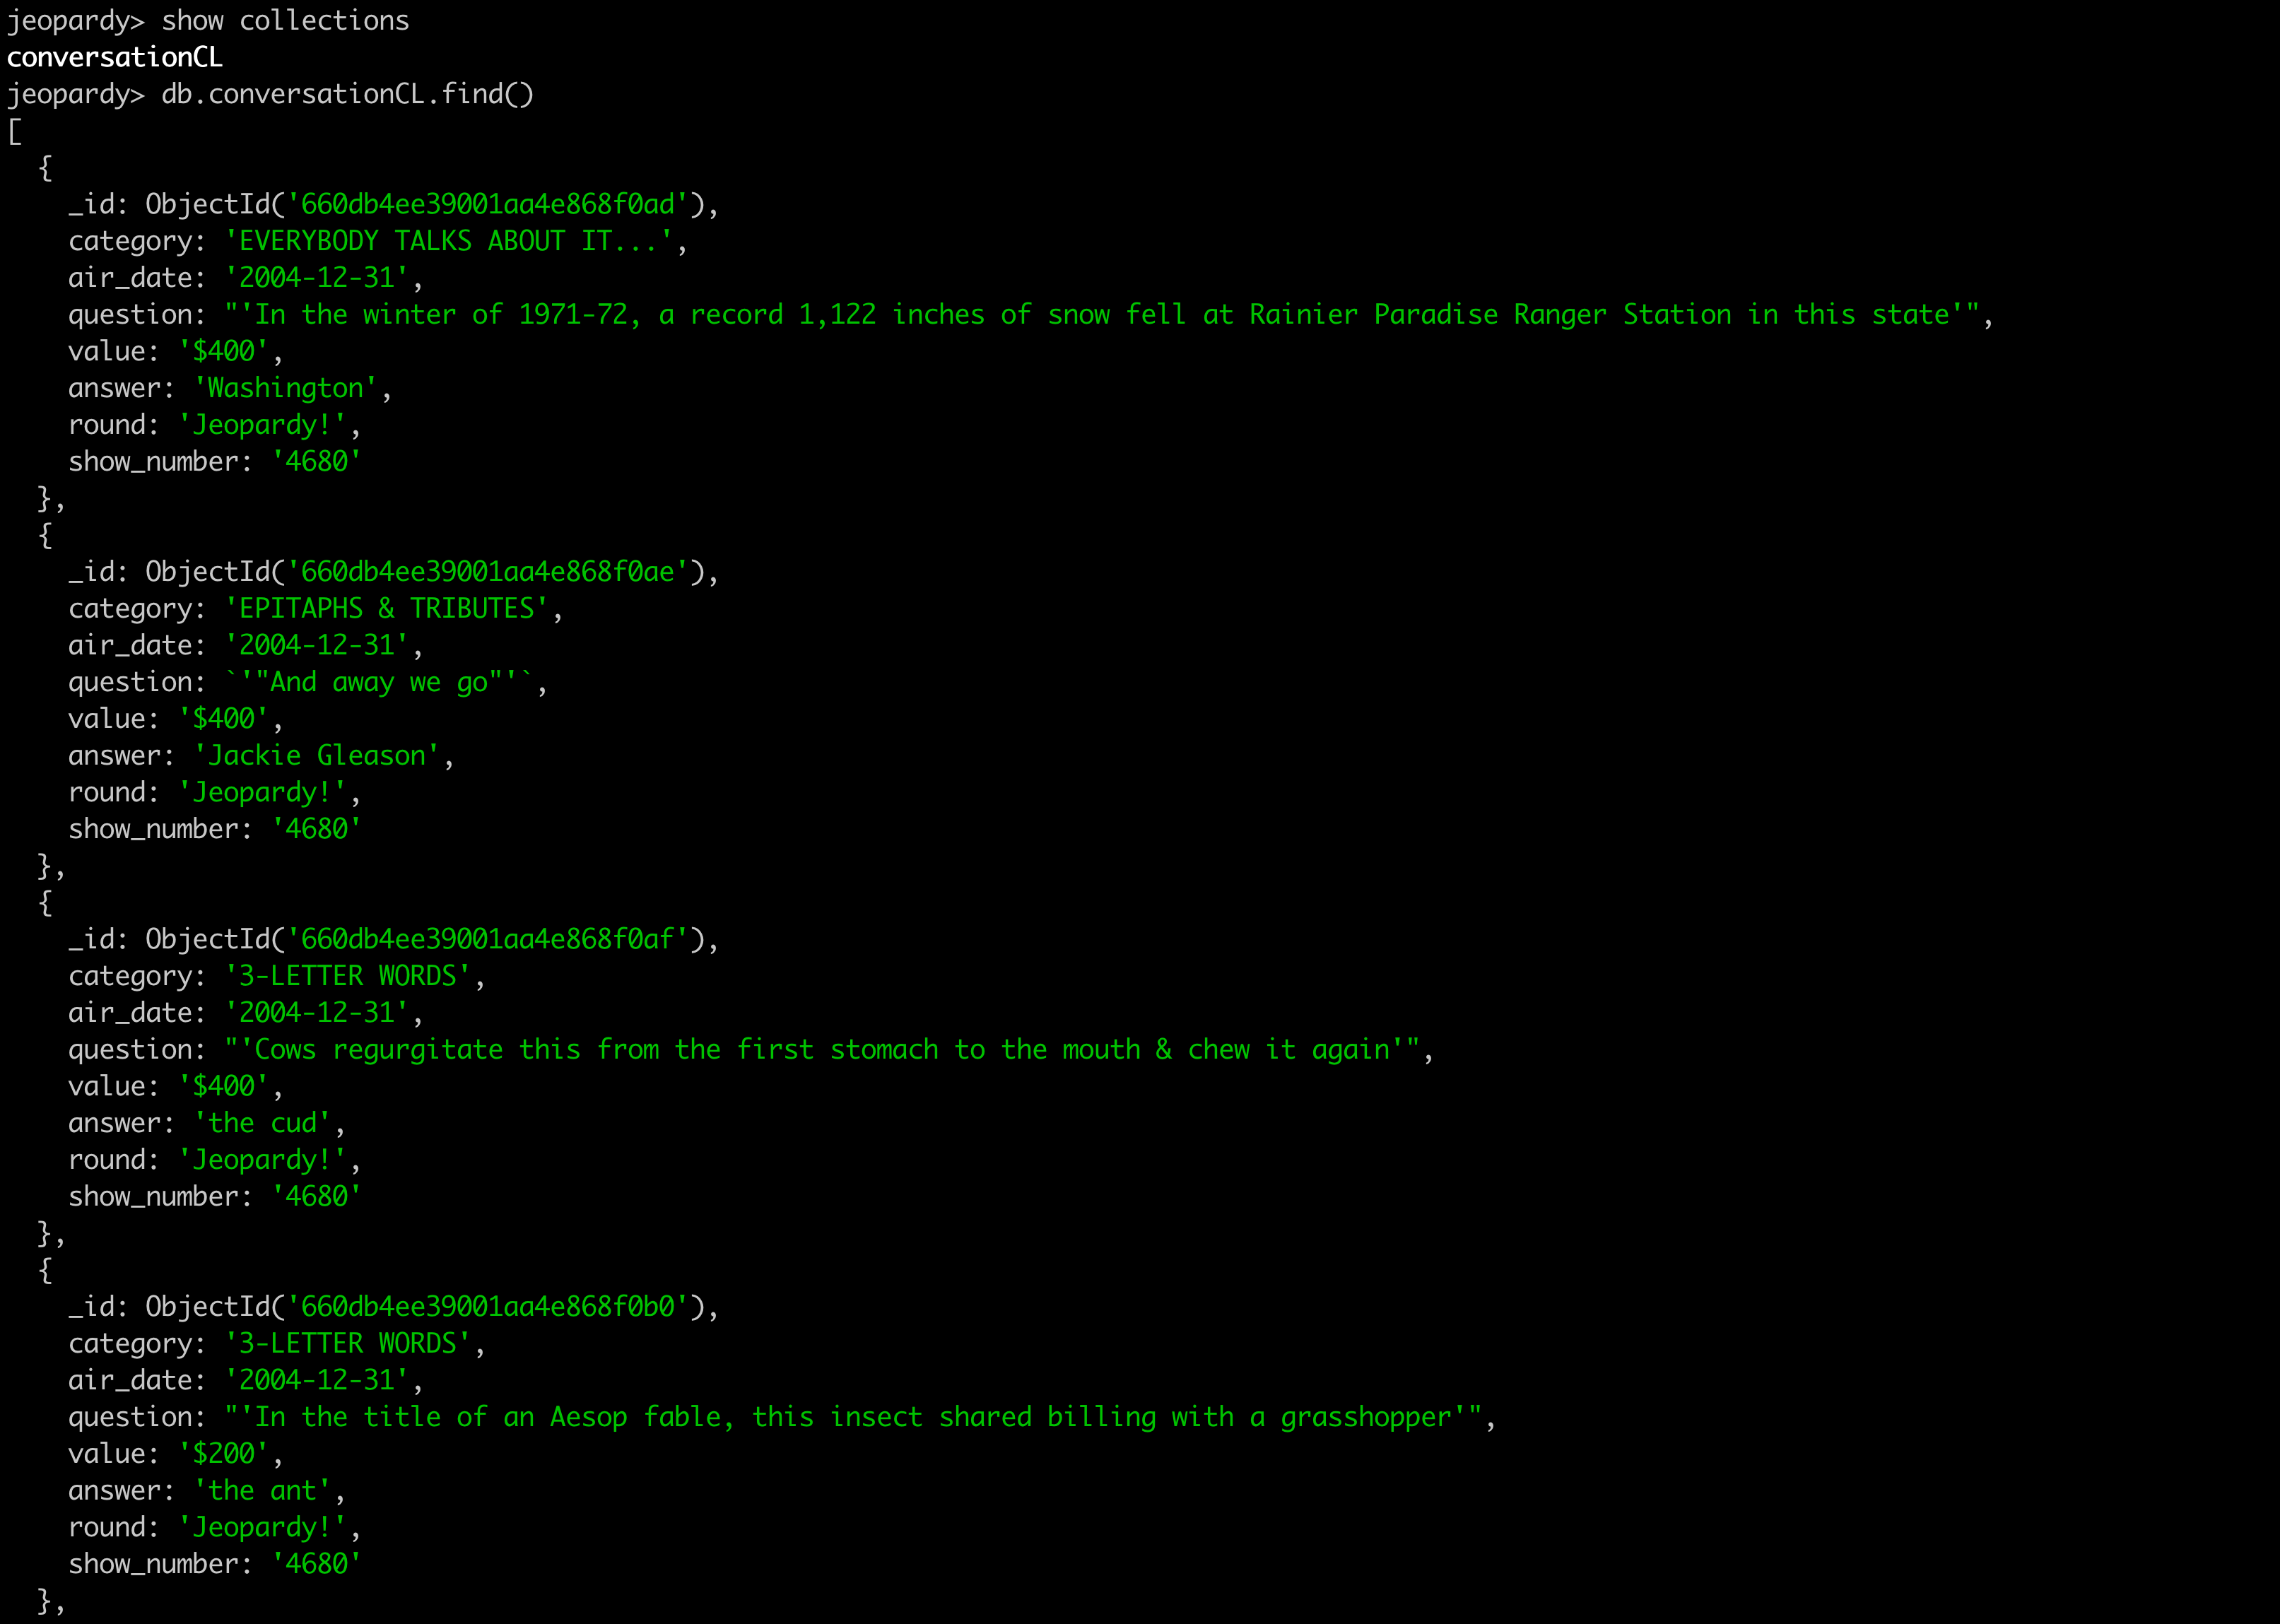 jeopardy> show collections
conversationCL
jeopardy> db.conversationCL.find()
[
  {
    _id: ObjectId('660db4ee39001aa4e868f0ad'),
    category: 'EVERYBODY TALKS ABOUT IT...',
    air_date: '2004-12-31',
    question: "'In the winter of 1971-72, a record 1,122 inches of snow fell at Rainier Paradise Ranger Station in this state'",
    value: '$400',
    answer: 'Washington',
    round: 'Jeopardy!',
    show_number: '4680'
  },
  {
    _id: ObjectId('660db4ee39001aa4e868f0ae'),
    category: 'EPITAPHS & TRIBUTES',
    air_date: '2004-12-31',
    question: `'"And away we go"'`,
    value: '$400',
    answer: 'Jackie Gleason',
    round: 'Jeopardy!',
    show_number: '4680'
  },
  {
    _id: ObjectId('660db4ee39001aa4e868f0af'),
    category: '3-LETTER WORDS',
    air_date: '2004-12-31',
    question: "'Cows regurgitate this from the first stomach to the mouth & chew it again'",
    value: '$400',
    answer: 'the cud',
    round: 'Jeopardy!',
    show_number: '4680'
  },
  {
    _id: ObjectId('660db4ee39001aa4e868f0b0'),
    category: '3-LETTER WORDS',
    air_date: '2004-12-31',
    question: "'In the title of an Aesop fable, this insect shared billing with a grasshopper'",
    value: '$200',
    answer: 'the ant',
    round: 'Jeopardy!',
    show_number: '4680'
  },